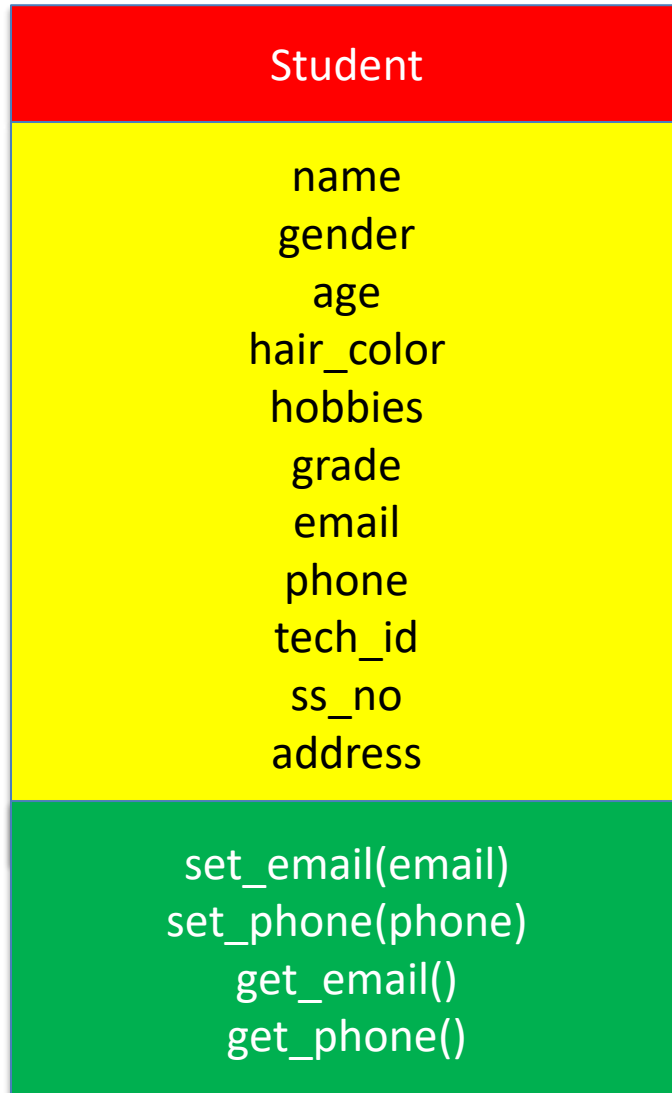 Student
name
gender
age
hair_color
hobbies
grade
email
phone
tech_id
ss_no
address
set_email(email)
set_phone(phone)
get_email()
get_phone()